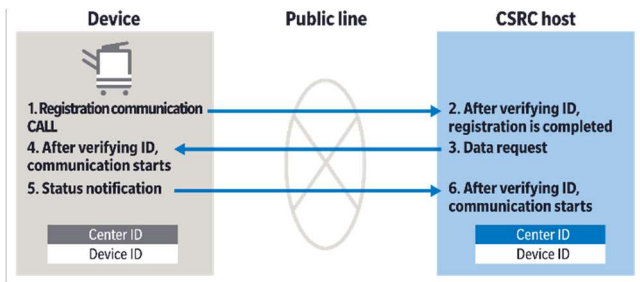 Device
Public line
CSRC host
1. Registration communication
CALL
2. After verifying ID,
registration is completed
4. After verifying ID,
communication starts
3. Data request
5. Status notification
6. After verifying ID,
communication starts
Center ID
Device ID
Center ID
Device ID